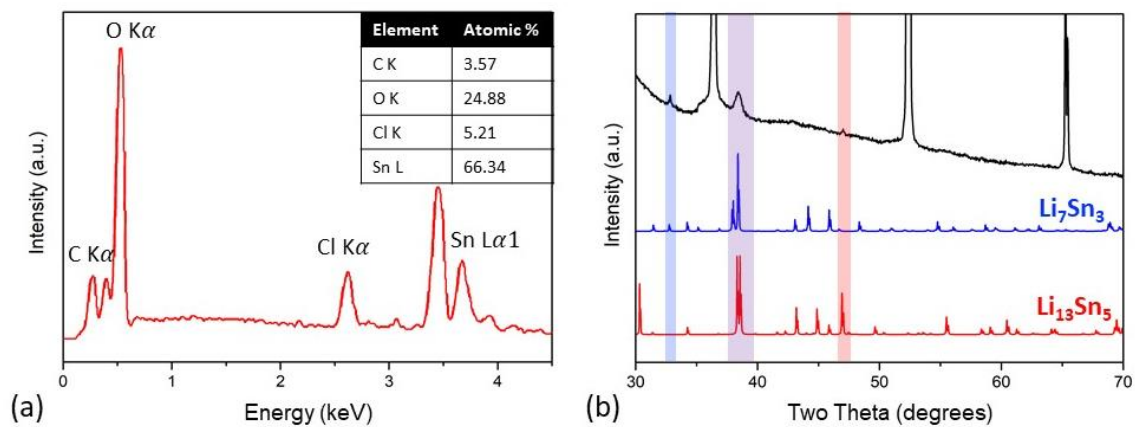 O Kα
Element Atomic %
C K 3.57
O K 24.88
Cl K 5.21
Sn L 66.34
C Kα
Cl Kα
Sn Lα1
Intensity (a.u.)
0 1 2 3 4
Energy (keV)
(a)
Intensity (a.u.)
Li₇Sn₃
Li₁₃Sn₅
30 40 50 60 70
Two Theta (degrees)
(b)